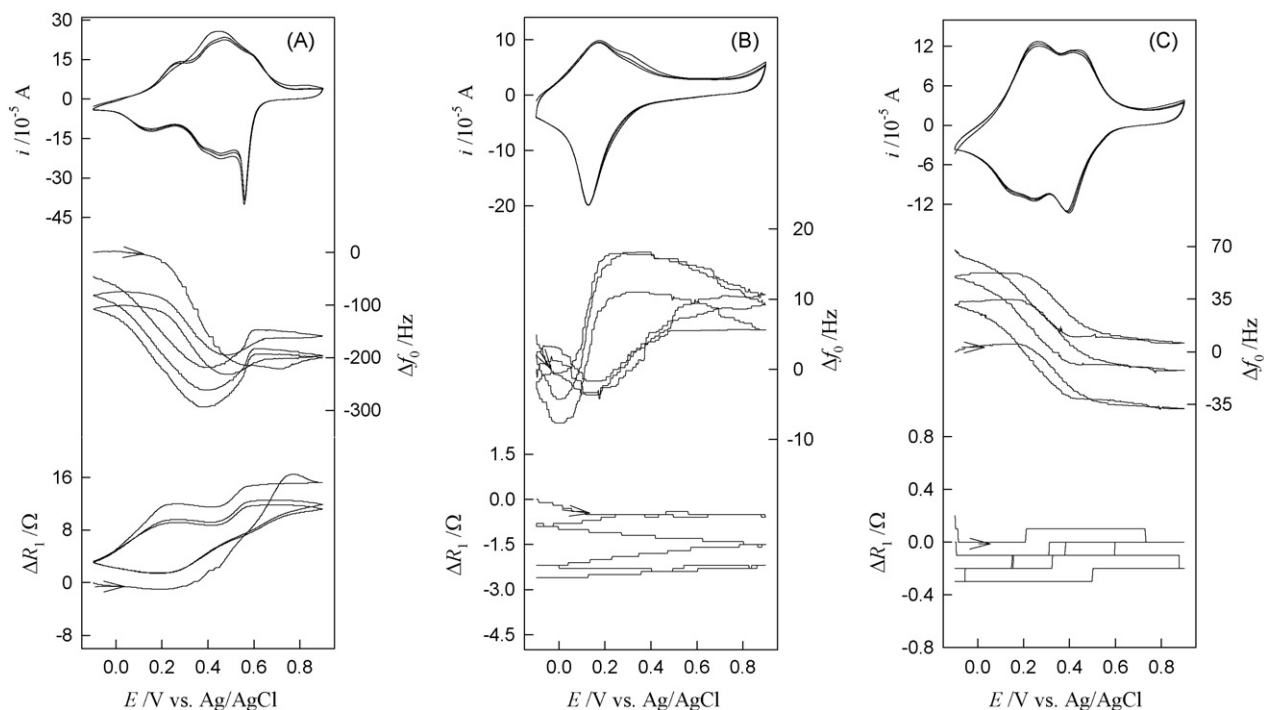 (A)
30
15
0
-15
-30
-45
i /10⁻⁵ A
0
-100
-200
-300
Δf₀ /Hz
16
8
0
-8
ΔR₁ /Ω
0.0 0.2 0.4 0.6 0.8
E /V vs. Ag/AgCl
(B)
10
0
-10
-20
i /10⁻⁵ A
20
10
0
-10
Δf₀ /Hz
1.5
0.0
-1.5
-3.0
-4.5
ΔR₁ /Ω
0.0 0.2 0.4 0.6 0.8
E /V vs. Ag/AgCl
(C)
12
6
0
-6
-12
i /10⁻⁵ A
70
35
0
-35
Δf₀ /Hz
0.8
0.4
0.0
-0.4
-0.8
ΔR₁ /Ω
0.0 0.2 0.4 0.6 0.8
E /V vs. Ag/AgCl